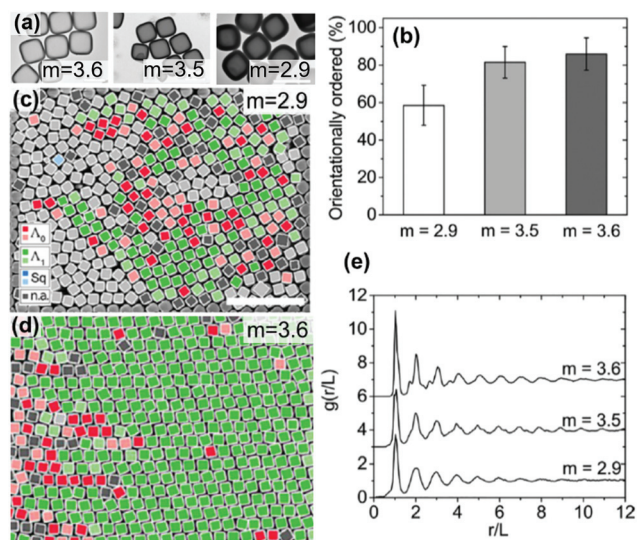 (a)
m=3.6
m=3.5
m=2.9
(b)
Orientationally ordered (%)
100
80
60
40
20
0
m = 2.9
m = 3.5
m = 3.6
(c)
m=2.9
Λ₀
Λ₁
Sq
n.a.
(d)
m=3.6
(e)
g(r/L)
12
10
8
6
4
2
0
m = 3.6
m = 3.5
m = 2.9
0
2
4
6
8
10
12
r/L